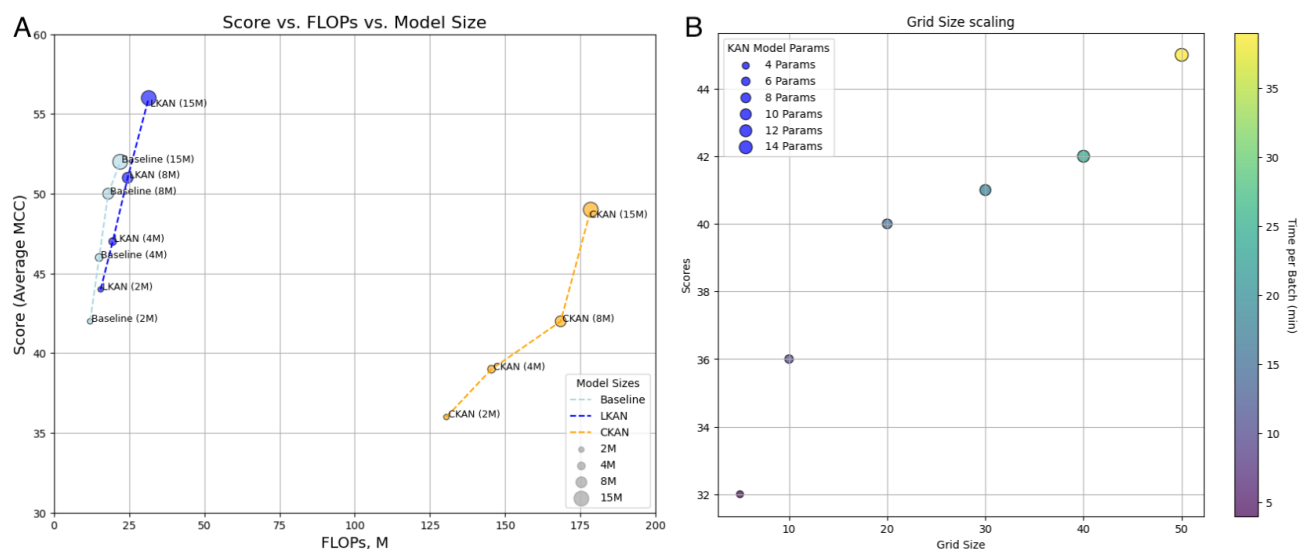 A
Score vs. FLOPs vs. Model Size
60
55
50
45
40
35
30
Score (Average MCC)
LKAN (15M)
Baseline (15M)
LKAN (8M)
Baseline (8M)
LKAN (4M)
Baseline (4M)
LKAN (2M)
Baseline (2M)
CKAN (15M)
CKAN (8M)
CKAN (4M)
CKAN (2M)
Model Sizes
Baseline
LKAN
CKAN
2M
4M
8M
15M
0 25 50 75 100 125 150 175 200
FLOPs, M
B
Grid Size scaling
KAN Model Params
4 Params
6 Params
8 Params
10 Params
12 Params
14 Params
44
42
40
38
36
34
32
Scores
10 20 30 40 50
Grid Size
35
30
25
20
15
10
5
Time per Batch (min)